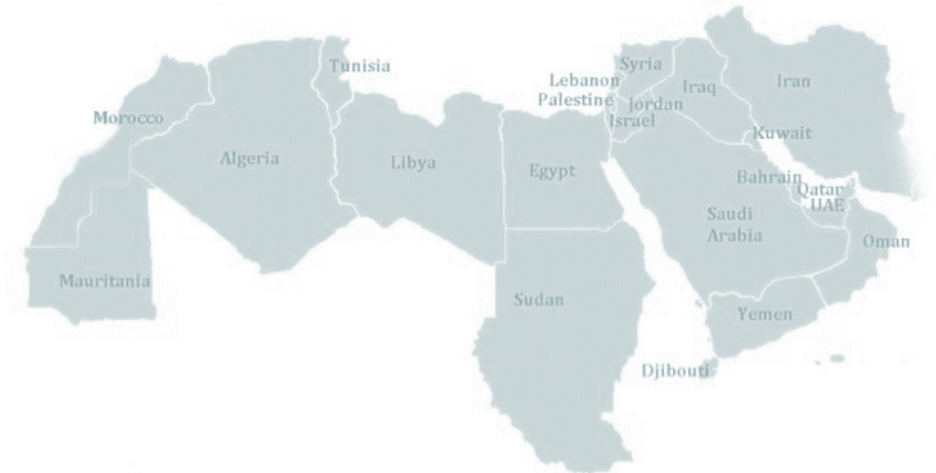 Tunisia
Syria
Lebanon
Iran
Iraq
Palestine
Jordan
Morocco
Israel
Kuwait
Algeria
Libya
Egypt
Bahrain
Qatar
UAE
Saudi
Arabia
Oman
Mauritania
Sudan
Yemen
Djibouti